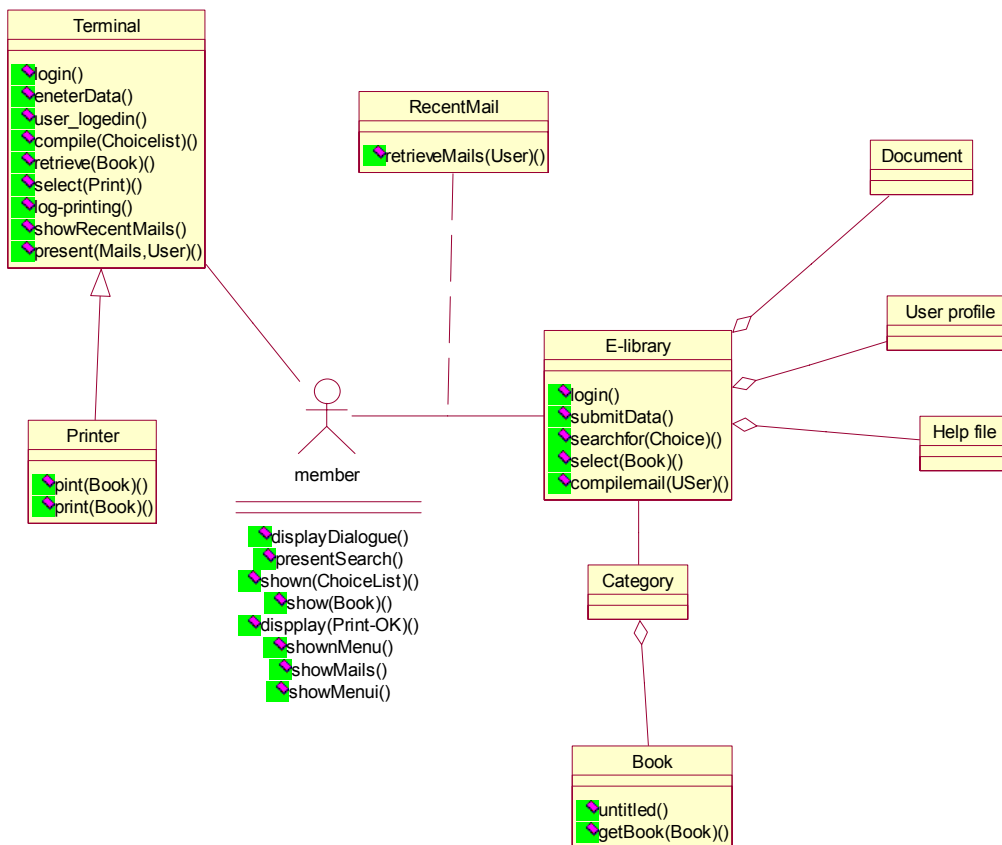 Terminal
login()
eneterData()
user_logedin()
compile(Choicelist)()
retrieve(Book)()
select(Print)()
log-printing()
showRecentMails()
present(Mails,User)()
RecentMail
retrieveMails(User)()
Document
User profile
Help file
E-library
login()
submitData()
searchfor(Choice)()
select(Book)()
compilemail(USer)()
Printer
pint(Book)()
print(Book)()
member
displayDialogue()
presentSearch()
shown(ChoiceList)()
show(Book)()
dispplay(Print-OK)()
shownMenu()
showMails()
showMenui()
Category
Book
untitled()
getBook(Book)()